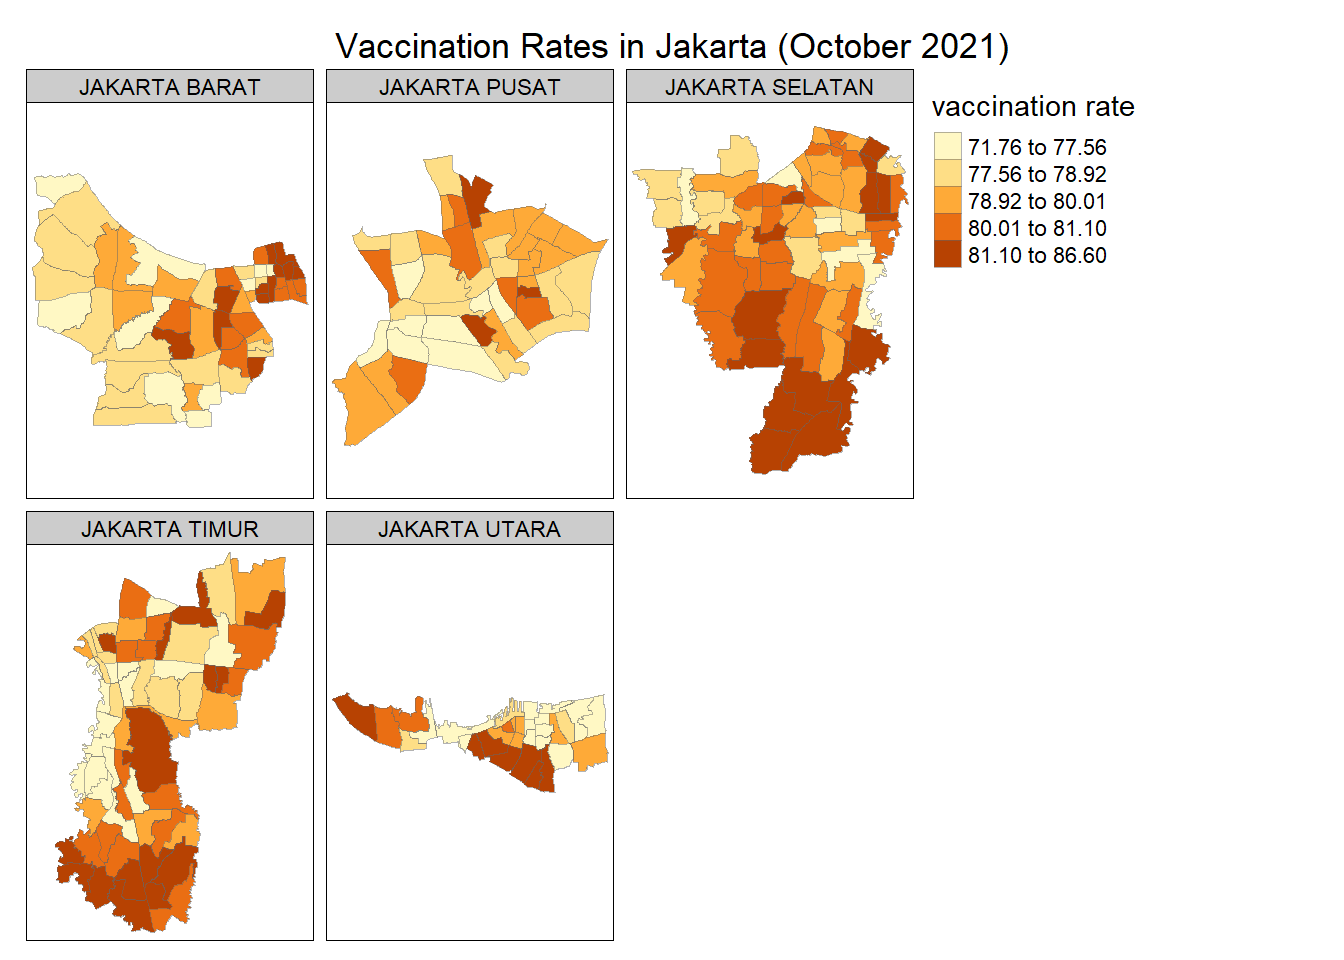 Vaccination Rates in Jakarta (October 2021)
JAKARTA BARAT
JAKARTA PUSAT
JAKARTA SELATAN
vaccination rate
71.76 to 77.56
77.56 to 78.92
78.92 to 80.01
80.01 to 81.10
81.10 to 86.60
JAKARTA TIMUR
JAKARTA UTARA